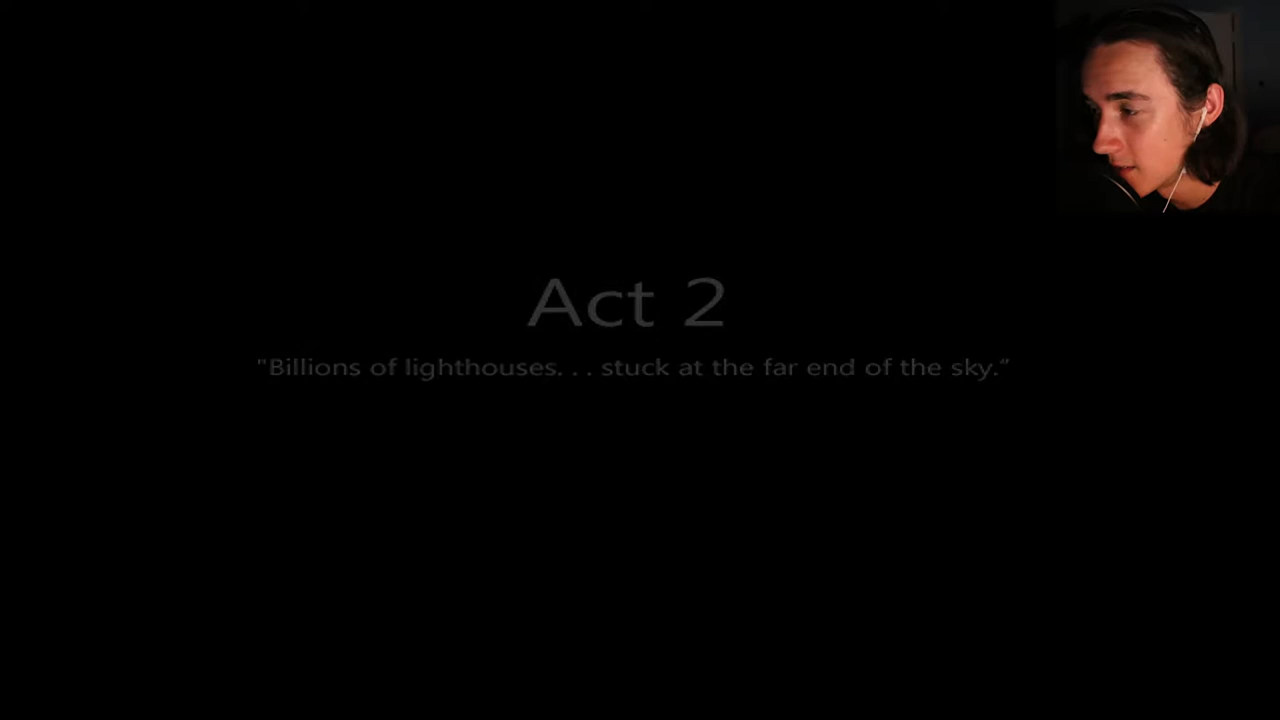 Act 2
"Billions of lighthouses. . . stuck at the far end of the sky.”